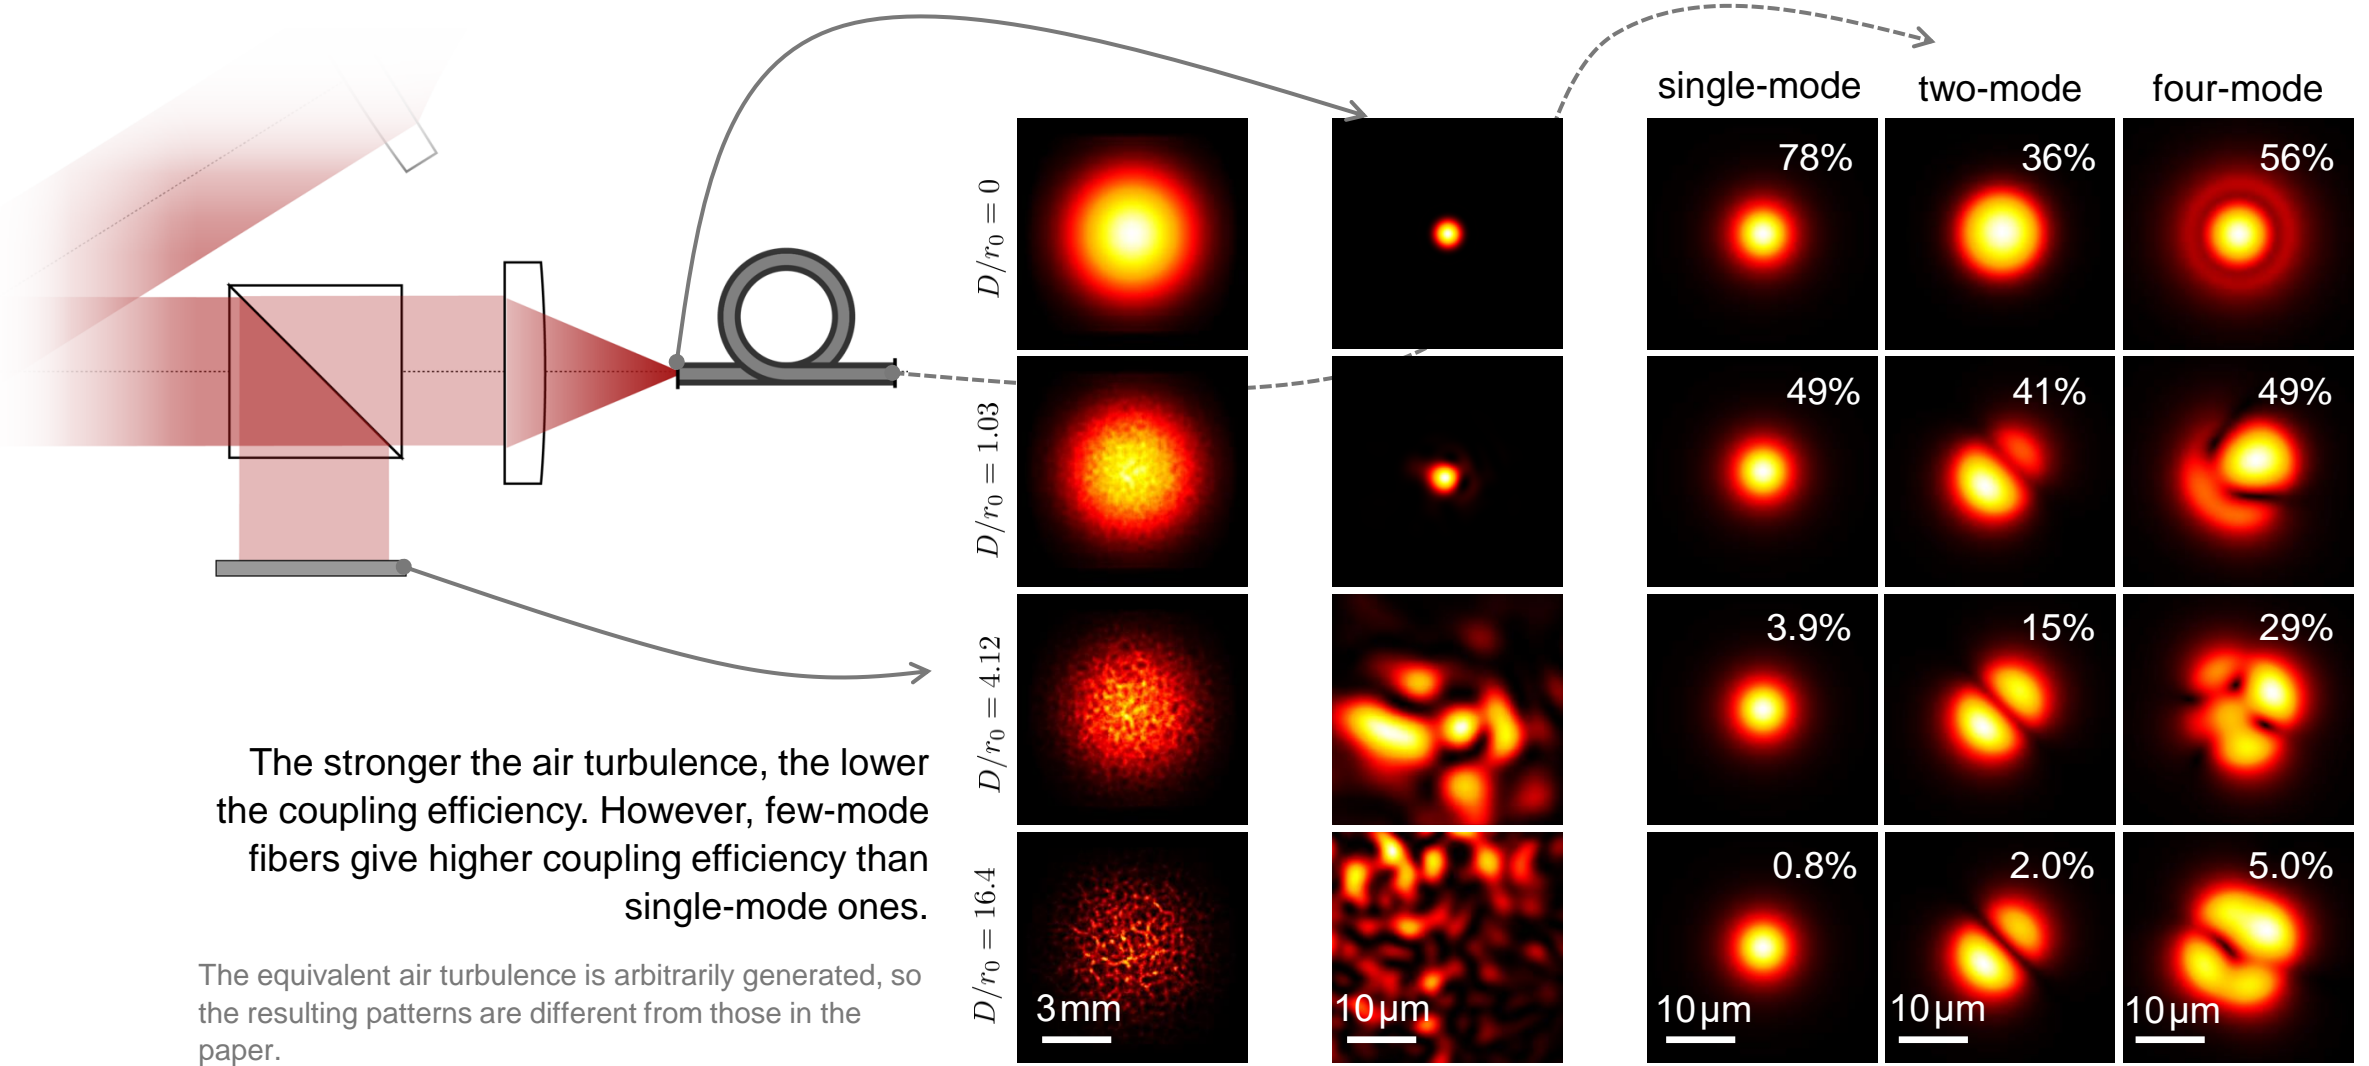 single-mode two-mode four-mode
D/r0 = 0
78% 36% 56%
D/r0 = 1.03
49% 41% 49%
D/r0 = 4.12
3.9% 15% 29%
The stronger the air turbulence, the lower
the coupling efficiency. However, few-mode
fibers give higher coupling efficiency than
single-mode ones.
D/r0 = 16.4
0.8% 2.0% 5.0%
The equivalent air turbulence is arbitrarily generated, so
the resulting patterns are different from those in the
paper.
3 mm 10 µm 10 µm 10 µm 10 µm